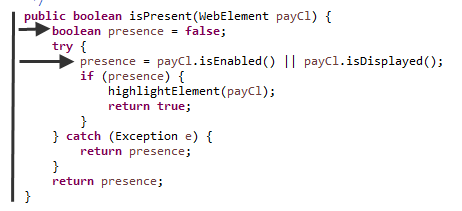 */
public boolean isPresent(WebElement payCl) {
    boolean presence = false;
    try {
        presence = payCl.isEnabled() || payCl.isDisplayed();
        if (presence) {
            highlightElement(payCl);
            return true;
        }
    } catch (Exception e) {
        return presence;
    }
    return presence;
}